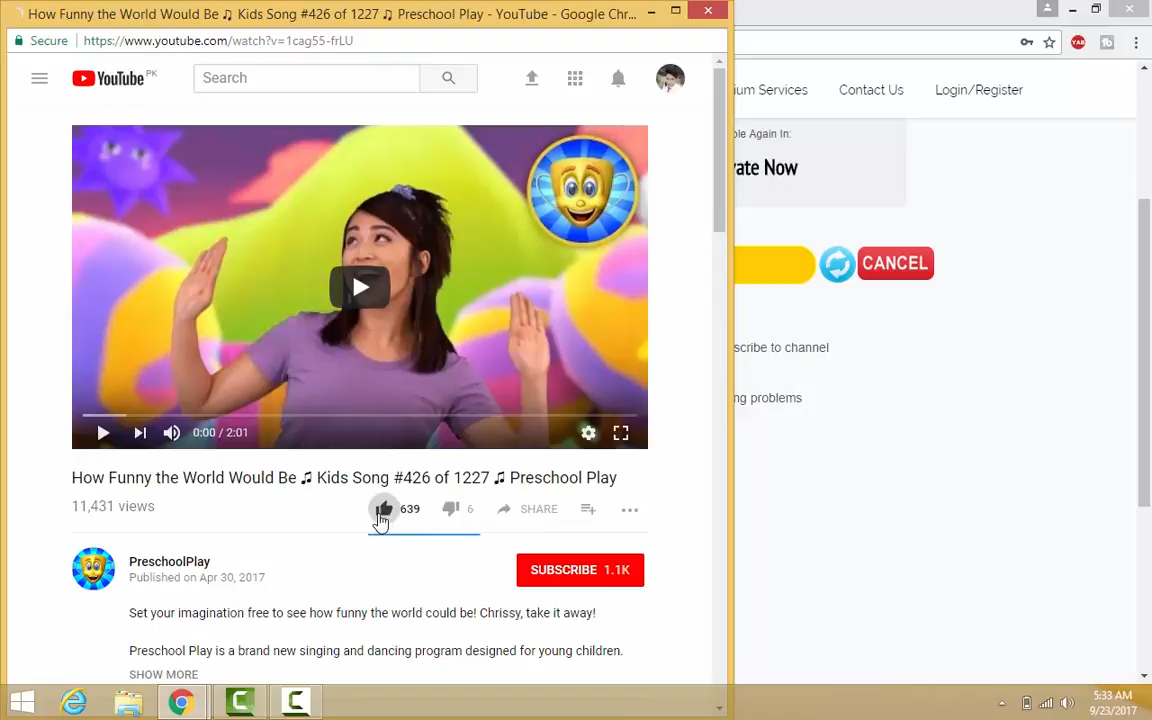 How Funny the World Would Be ♫ Kids Song #426 of 1227 ♫ Preschool Play - YouTube - Google Chr...
Secure
https://www.youtube.com/watch?v=1cag55-frLU
YouTube PK
Search
ium Services
Contact Us
Login/Register
ble Again In:
vate Now
CANCEL
scribe to channel
ng problems
0:00 / 2:01
How Funny the World Would Be ♫ Kids Song #426 of 1227 ♫ Preschool Play
11,431 views
639
6
SHARE
PreschoolPlay
Published on Apr 30, 2017
SUBSCRIBE 1.1K
Set your imagination free to see how funny the world could be! Chrissy, take it away!
Preschool Play is a brand new singing and dancing program designed for young children.
SHOW MORE
5:33 AM
9/23/2017